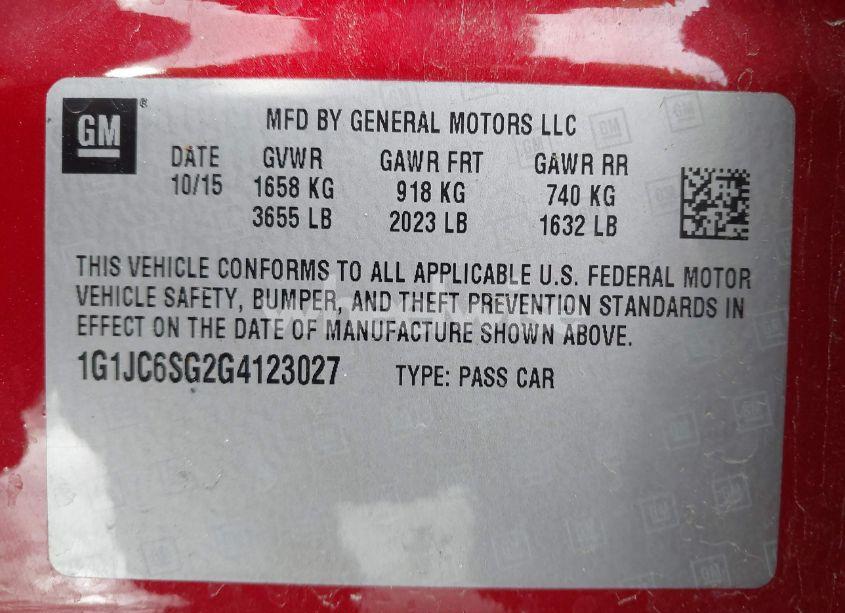 GM
MFD BY GENERAL MOTORS LLC
DATE GVWR GAWR FRT GAWR RR
10/15 1658 KG 918 KG 740 KG
3655 LB 2023 LB 1632 LB
THIS VEHICLE CONFORMS TO ALL APPLICABLE U.S. FEDERAL MOTOR
VEHICLE SAFETY, BUMPER, AND THEFT PREVENTION STANDARDS IN
EFFECT ON THE DATE OF MANUFACTURE SHOWN ABOVE.
1G1JC6SG2G4123027 TYPE: PASS CAR